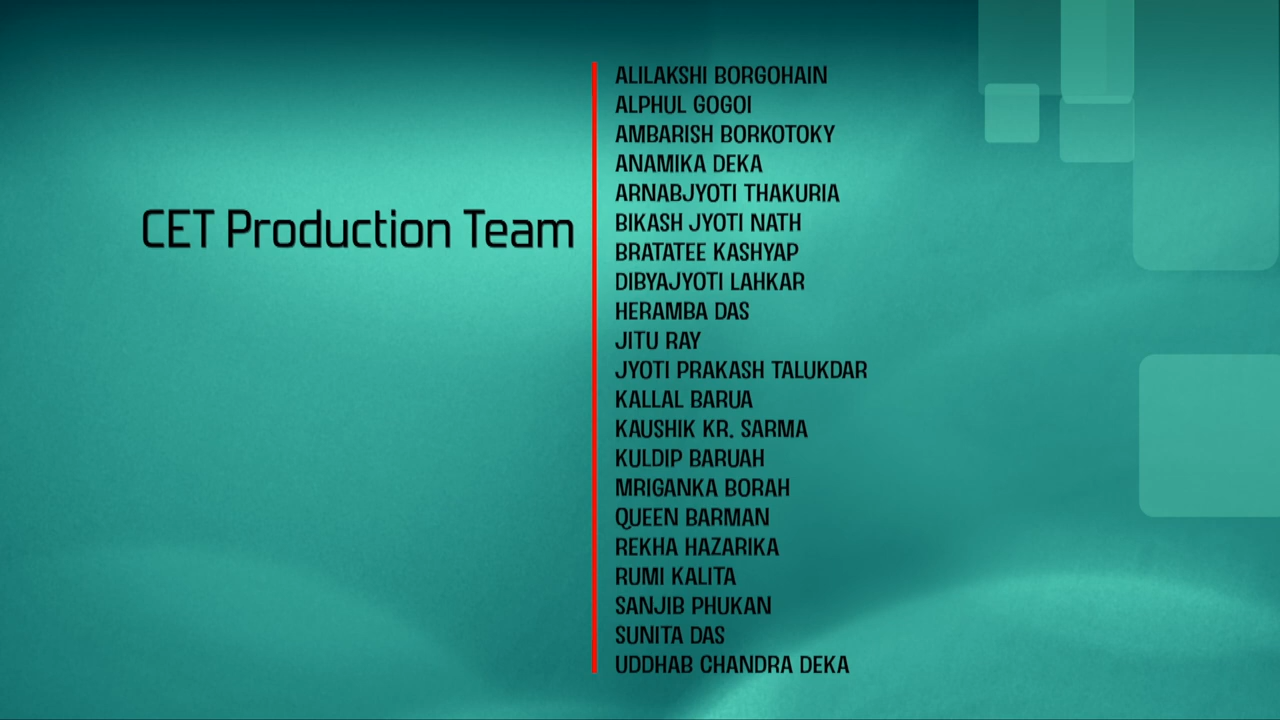 CET Production Team
ALILAKSHI BORGOHAIN
ALPHUL GOGOI
AMBARISH BORKOTOKY
ANAMIKA DEKA
ARNABJYOTI THAKURIA
BIKASH JYOTI NATH
BRATATEE KASHYAP
DIBYAJYOTI LAHKAR
HERAMBA DAS
JITU RAY
JYOTI PRAKASH TALUKDAR
KALLAL BARUA
KAUSHIK KR. SARMA
KULDIP BARUAH
MRIGANKA BORAH
QUEEN BARMAN
REKHA HAZARIKA
RUMI KALITA
SANJIB PHUKAN
SUNITA DAS
UDDHAB CHANDRA DEKA